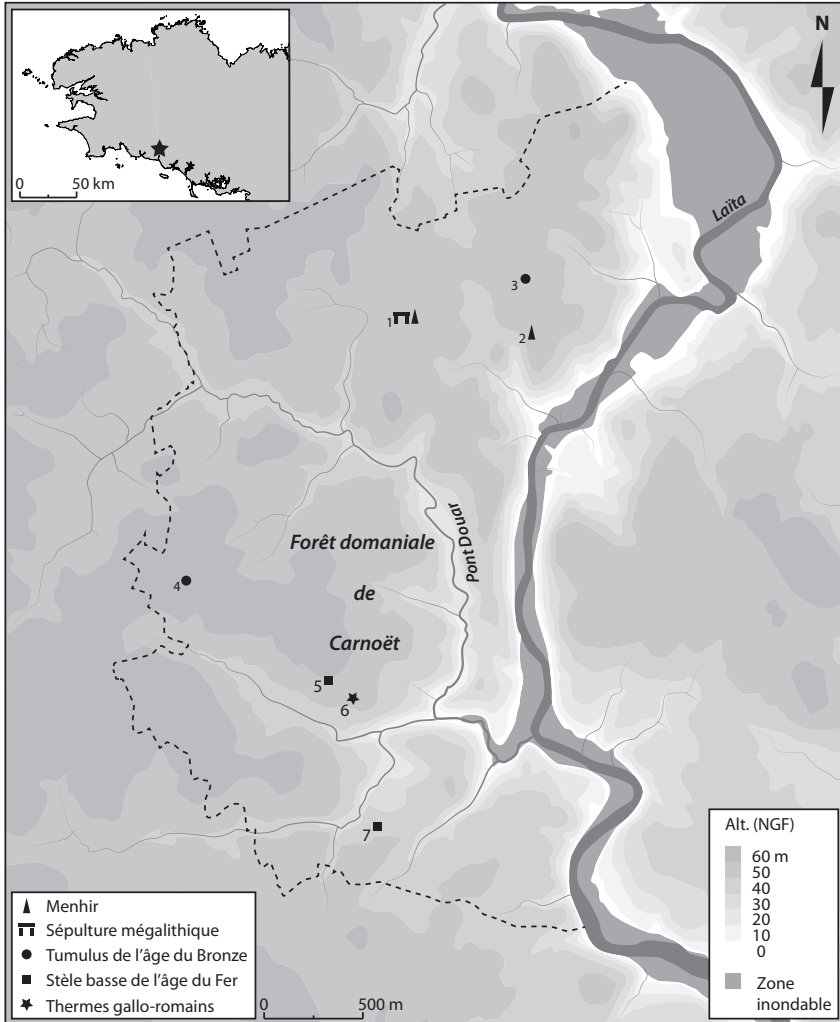 0
50 km
N
Laïta
3
1
2
Forêt domaniale
de
Carnoët
Pont Douar
4
5
6
7
Menhir
Sépulture mégalithique
Tumulus de l'âge du Bronze
Stèle basse de l'âge du Fer
Thermes gallo-romains
0
500 m
Alt. (NGF)
60 m
50
40
30
20
10
0
Zone
inondable